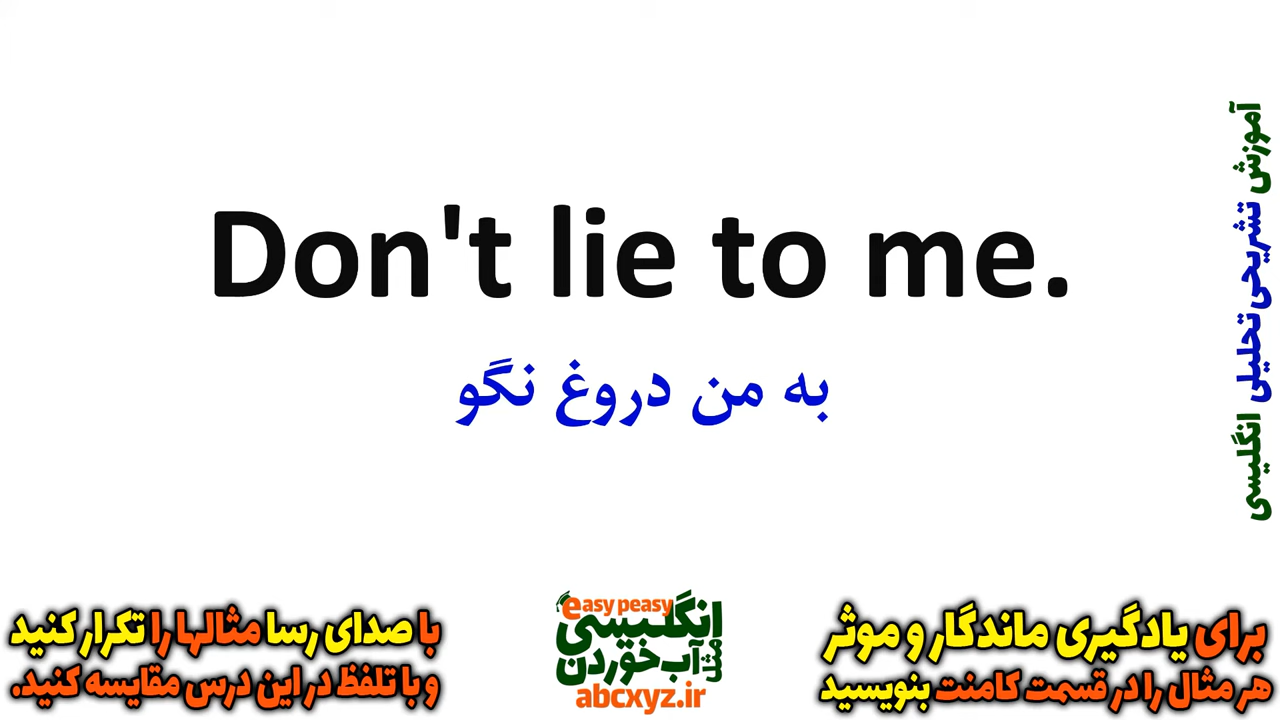 Don't lie to me.
به من دروغ نگو
آموزش تشریحی تحلیلی انگلیسی
برای یادگیری ماندگار و موثر
هر مثال را در قسمت کامنت بنویسید
easy peasy
انگلیسی
مثل آب خوردن
abcxyz.ir
با صدای رسا مثالها را تکرار کنید
و با تلفظ در این درس مقایسه کنید.